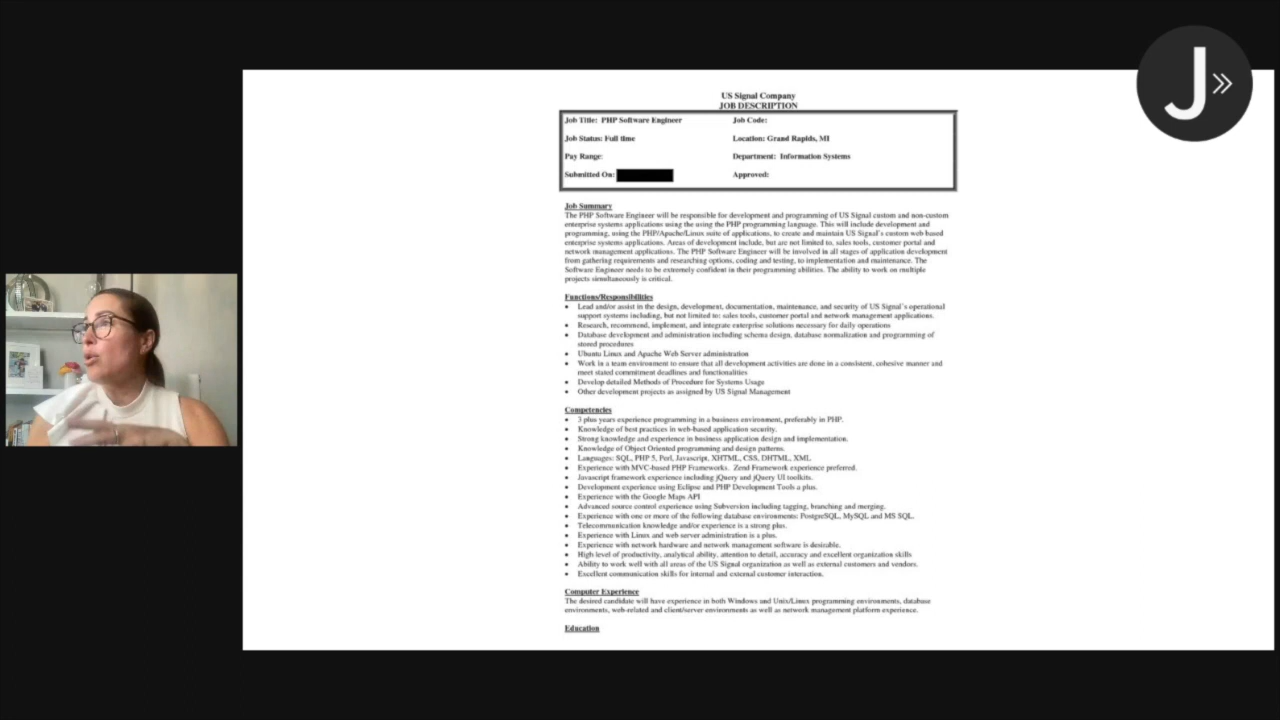 J»
US Signal Company
JOB DESCRIPTION
Job Title: PHP Software Engineer Job Code:
Job Status: Full time Location: Grand Rapids, MI
Pay Range: Department: Information Systems
Submitted On: Approved:
Job Summary
The PHP Software Engineer will be responsible for development and programming of US Signal custom and non-custom
enterprise systems applications using the using the PHP programming language. This will include development and
programming, using the PHP/Apache/Linux suite of applications, to create and maintain US Signal's custom web based
enterprise systems applications. Areas of development include, but are not limited to, sales tools, customer portal and
network management applications. The PHP Software Engineer will be involved in all stages of application development
from gathering requirements and researching options, coding and testing, to implementation and maintenance. The
Software Engineer needs to be extremely confident in their programming abilities. The ability to work on multiple
projects simultaneously is critical.
Functions/Responsibilities
• Lead and/or assist in the design, development, documentation, maintenance, and security of US Signal's operational
support systems including, but not limited to: sales tools, customer portal and network management applications.
• Research, recommend, implement, and integrate enterprise solutions necessary for daily operations
• Database development and administration including schema design, database normalization and programming of
stored procedures
• Ubuntu Linux and Apache Web Server administration
• Work in a team environment to ensure that all development activities are done in a consistent, cohesive manner and
meet stated commitment deadlines and functionalities
• Develop detailed Methods of Procedure for Systems Usage
• Other development projects as assigned by US Signal Management
Competencies
• 3 plus years experience programming in a business environment, preferably in PHP.
• Knowledge of best practices in web-based application security.
• Strong knowledge and experience in business application design and implementation.
• Knowledge of Object Oriented programming and design patterns.
• Languages: SQL, PHP 5, Perl, Javascript, XHTML, CSS, DHTML, XML
• Experience with MVC-based PHP Frameworks. Zend Framework experience preferred.
• Javascript framework experience including jQuery and jQuery UI toolkits.
• Development experience using Eclipse and PHP Development Tools a plus.
• Experience with the Google Maps API
• Advanced source control experience using Subversion including tagging, branching and merging.
• Experience with one or more of the following database environments: PostgreSQL, MySQL and MS SQL.
• Telecommunication knowledge and/or experience is a strong plus.
• Experience with Linux and web server administration is a plus.
• Experience with network hardware and network management software is desirable.
• High level of productivity, analytical ability, attention to detail, accuracy and excellent organization skills
• Ability to work well with all areas of the US Signal organization as well as external customers and vendors.
• Excellent communication skills for internal and external customer interaction.
Computer Experience
The desired candidate will have experience in both Windows and Unix/Linux programming environments, database
environments, web-related and client/server environments as well as network management platform experience.
Education